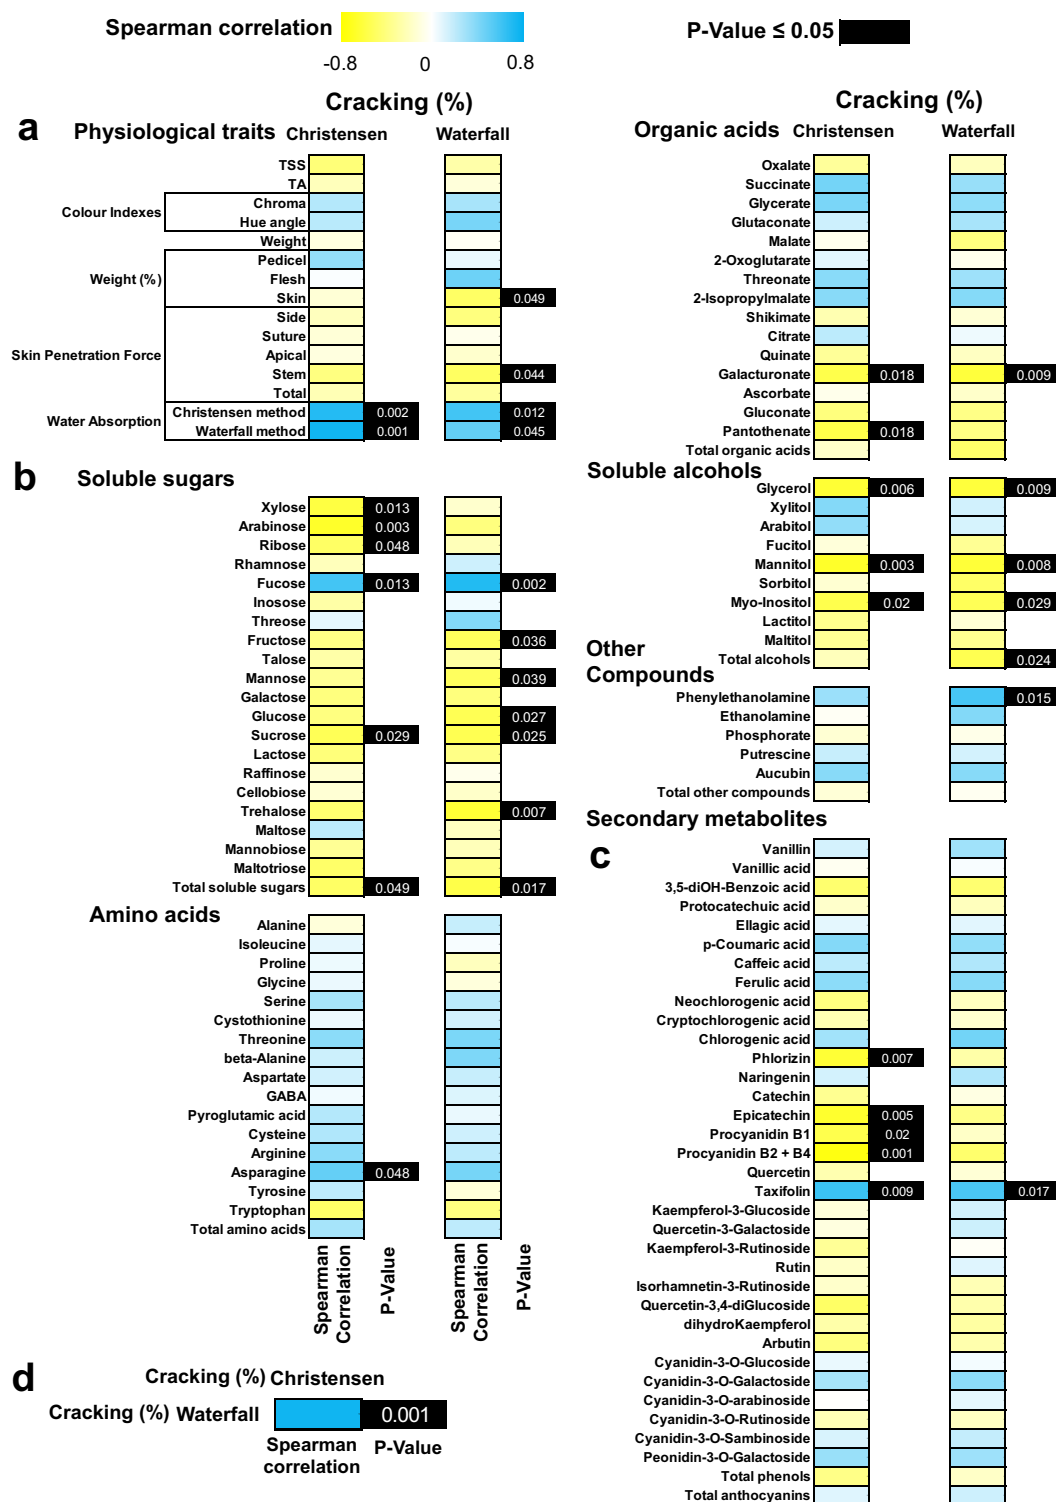 Spearman correlation
-0.8 0 0.8
P-Value ≤ 0.05
Cracking (%)
a Physiological traits Christensen Waterfall
TSS
TA
Colour Indexes
Chroma
Hue angle
Weight
Weight (%)
Pedicel
Flesh
Skin 0.049
Skin Penetration Force
Side
Suture
Apical
Stem 0.044
Total
Water Absorption
Christensen method 0.002 0.012
Waterfall method 0.001 0.045
b Soluble sugars
Xylose 0.013
Arabinose 0.003
Ribose 0.048
Rhamnose
Fucose 0.013 0.002
Inosose
Threose
Fructose 0.036
Talose
Mannose 0.039
Galactose
Glucose 0.027
Sucrose 0.029 0.025
Lactose
Raffinose
Cellobiose
Trehalose 0.007
Maltose
Mannobiose
Maltotriose
Total soluble sugars 0.049 0.017
Amino acids
Alanine
Isoleucine
Proline
Glycine
Serine
Cystothionine
Threonine
beta-Alanine
Aspartate
GABA
Pyroglutamic acid
Cysteine
Arginine
Asparagine 0.048
Tyrosine
Tryptophan
Total amino acids
Spearman
Correlation
P-Value
Spearman
Correlation
P-Value
d
Cracking (%) Christensen
Cracking (%) Waterfall 0.001
Spearman
correlation
P-Value
Cracking (%)
Organic acids Christensen Waterfall
Oxalate
Succinate
Glycerate
Glutaconate
Malate
2-Oxoglutarate
Threonate
2-Isopropylmalate
Shikimate
Citrate
Quinate
Galacturonate 0.018 0.009
Ascorbate
Gluconate
Pantothenate 0.018
Total organic acids
Soluble alcohols
Glycerol 0.006 0.009
Xylitol
Arabitol
Fucitol
Mannitol 0.003 0.008
Sorbitol
Myo-Inositol 0.02 0.029
Lactitol
Maltitol
Total alcohols 0.024
Other
Compounds
Phenylethanolamine 0.015
Ethanolamine
Phosphorate
Putrescine
Aucubin
Total other compounds
Secondary metabolites
c
Vanillin
Vanillic acid
3,5-diOH-Benzoic acid
Protocatechuic acid
Ellagic acid
p-Coumaric acid
Caffeic acid
Ferulic acid
Neochlorogenic acid
Cryptochlorogenic acid
Chlorogenic acid
Phlorizin 0.007
Naringenin
Catechin
Epicatechin 0.005
Procyanidin B1 0.02
Procyanidin B2 + B4 0.001
Quercetin
Taxifolin 0.009 0.017
Kaempferol-3-Glucoside
Quercetin-3-Galactoside
Kaempferol-3-Rutinoside
Rutin
Isorhamnetin-3-Rutinoside
Quercetin-3,4-diGlucoside
dihydroKaempferol
Arbutin
Cyanidin-3-O-Glucoside
Cyanidin-3-O-Galactoside
Cyanidin-3-O-arabinoside
Cyanidin-3-O-Rutinoside
Cyanidin-3-O-Sambinoside
Peonidin-3-O-Galactoside
Total phenols
Total anthocyanins